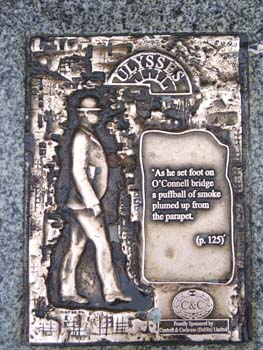 ULYSSES
'As he set foot on
O'Connell bridge
a puffball of smoke
plumed up from
the parapet.
(p. 125)'
C&C
Proudly Sponsored by
Cantrell & Cochrane (Dublin) Limited